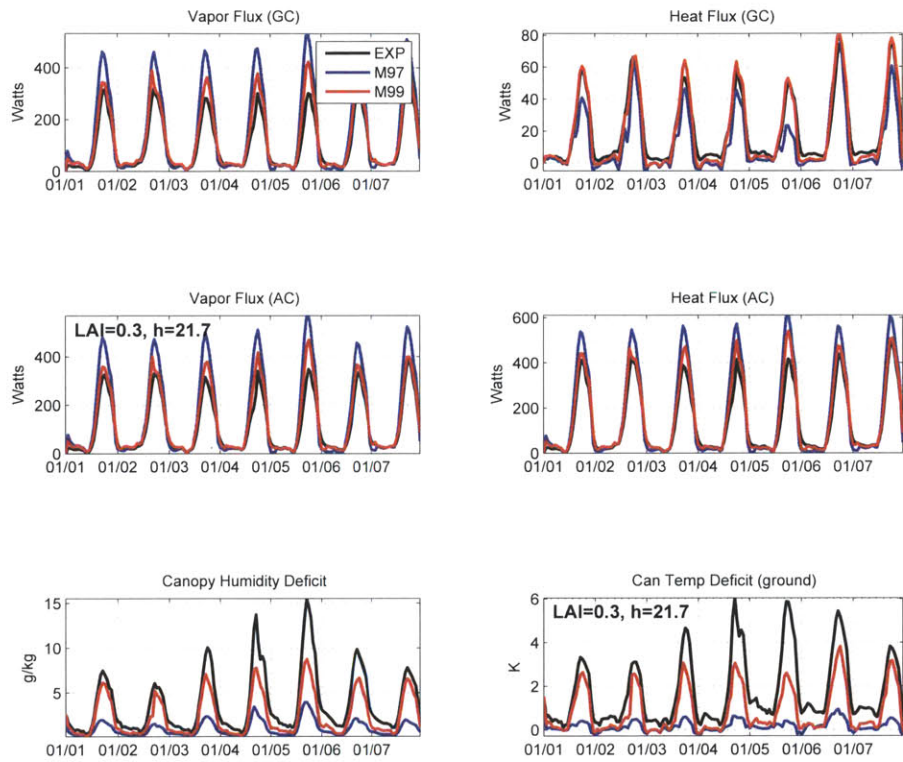 Vapor Flux (GC)
Watts
400
200
0
EXP
M97
M99
01/01 01/02 01/03 01/04 01/05 01/06 01/07
Heat Flux (GC)
Watts
80
60
40
20
0
01/01 01/02 01/03 01/04 01/05 01/06 01/07
Vapor Flux (AC)
LAI=0.3, h=21.7
Watts
400
200
0
01/01 01/02 01/03 01/04 01/05 01/06 01/07
Heat Flux (AC)
Watts
600
400
200
0
01/01 01/02 01/03 01/04 01/05 01/06 01/07
Canopy Humidity Deficit
g/kg
15
10
5
01/01 01/02 01/03 01/04 01/05 01/06 01/07
Can Temp Deficit (ground)
LAI=0.3, h=21.7
K
6
4
2
0
01/01 01/02 01/03 01/04 01/05 01/06 01/07